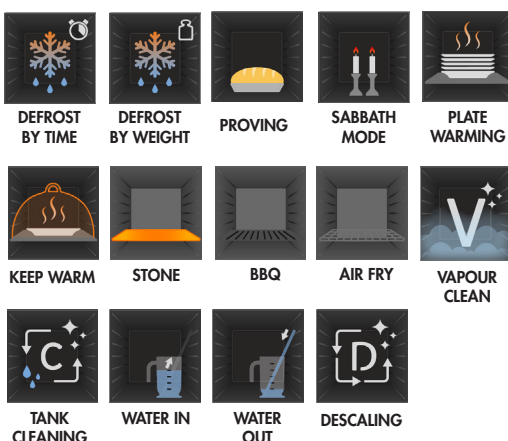 DEFROST
BY TIME
DEFROST
BY WEIGHT
PROVING
SABBATH
MODE
PLATE
WARMING
KEEP WARM
STONE
BBQ
AIR FRY
V
VAPOUR
CLEAN
C
D
TANK
CLEANING
WATER IN
WATER
OUT
DESCALING